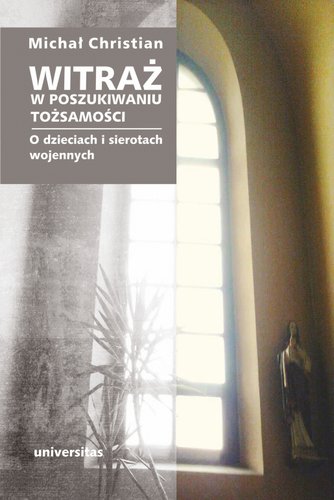 Michał Christian
WITRAŻ
W POSZUKIWANIU
TOŻSAMOŚCI
O dzieciach i sierotach
wojennych
universitas